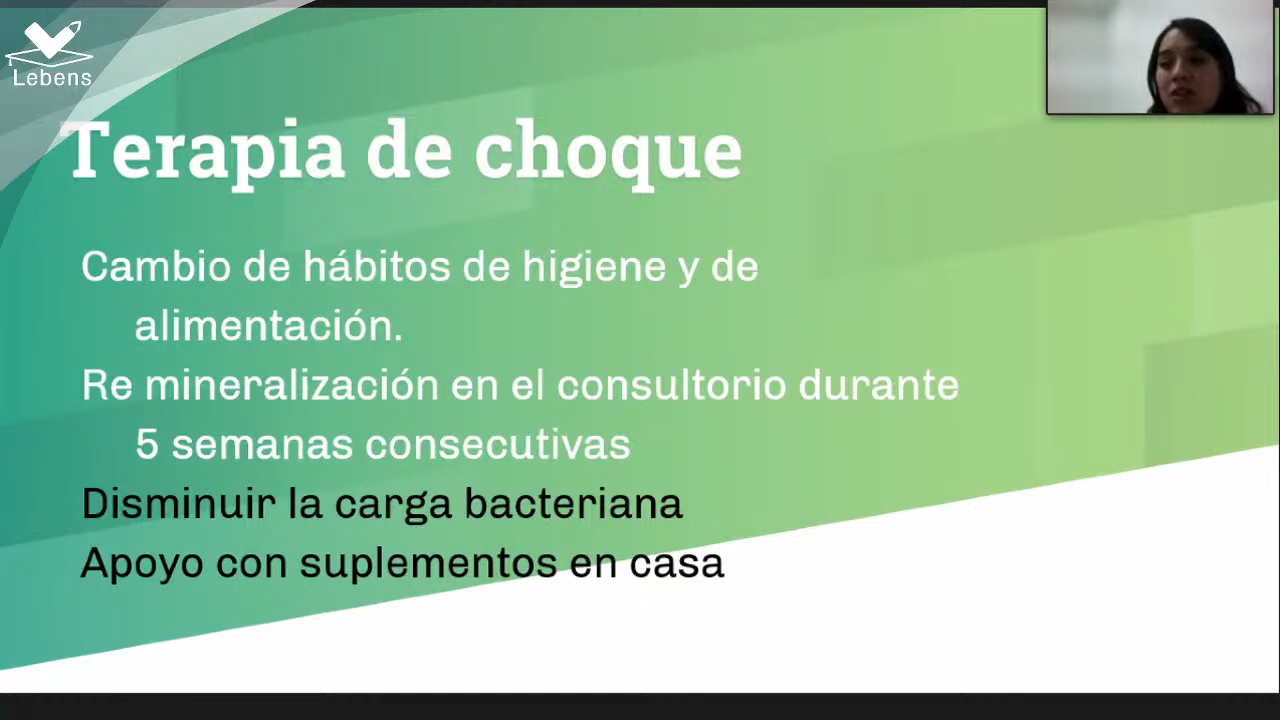 Lebens
Terapia de choque
Cambio de hábitos de higiene y de
alimentación.
Re mineralización en el consultorio durante
5 semanas consecutivas
Disminuir la carga bacteriana
Apoyo con suplementos en casa